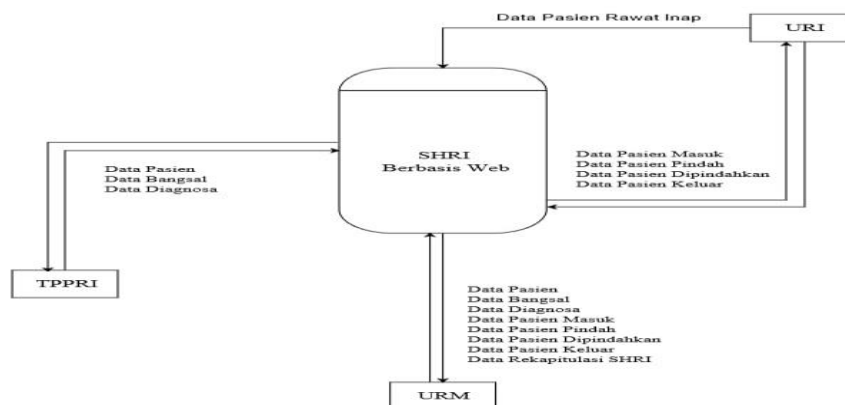 Data Pasien Rawat Inap
URI
SHRI
Berbasis Web
Data Pasien
Data Bangsal
Data Diagnosa
Data Pasien Masuk
Data Pasien Pindah
Data Pasien Dipindahkan
Data Pasien Keluar
TPPRI
Data Pasien
Data Bangsal
Data Diagnosa
Data Pasien Masuk
Data Pasien Pindah
Data Pasien Dipindahkan
Data Pasien Keluar
Data Rekapitulasi SHRI
URM